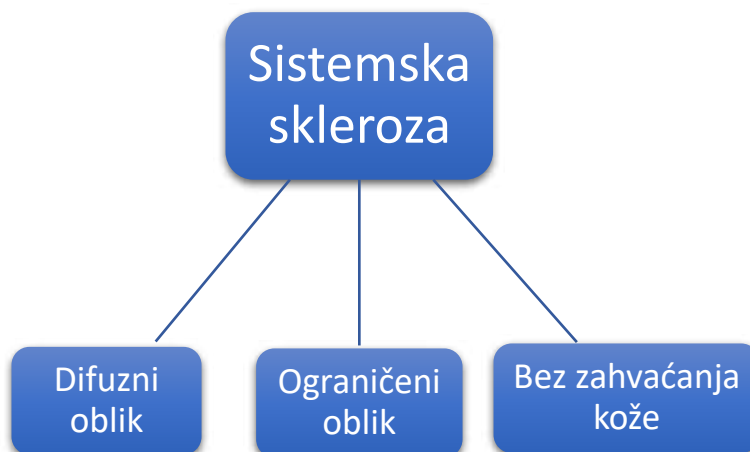 Sistemska
skleroza
Difuzni
oblik
Ograničeni
oblik
Bez zahvaćanja
kože